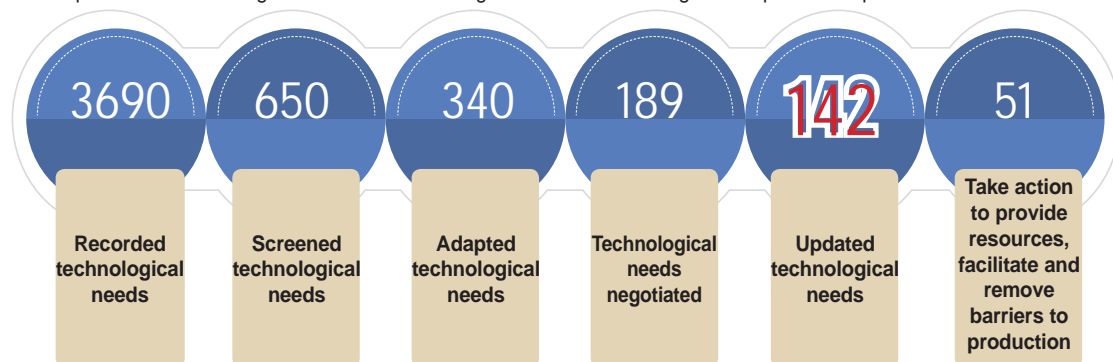 3690
650
340
189
142
51
Recorded
technological
needs
Screened
technological
needs
Adapted
technological
needs
Technological
needs
negotiated
Updated
technological
needs
Take action
to provide
resources,
facilitate and
remove
barriers to
production